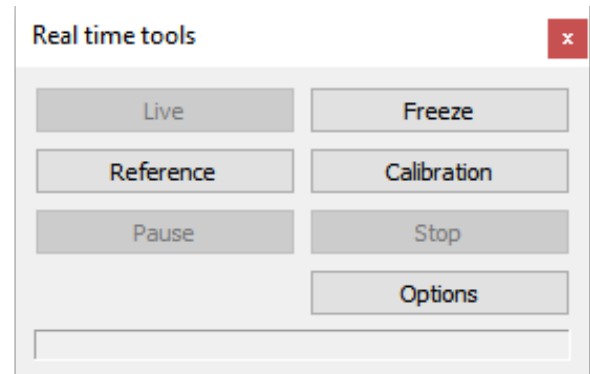 Real time tools
x
Live Freeze
Reference Calibration
Pause Stop
Options